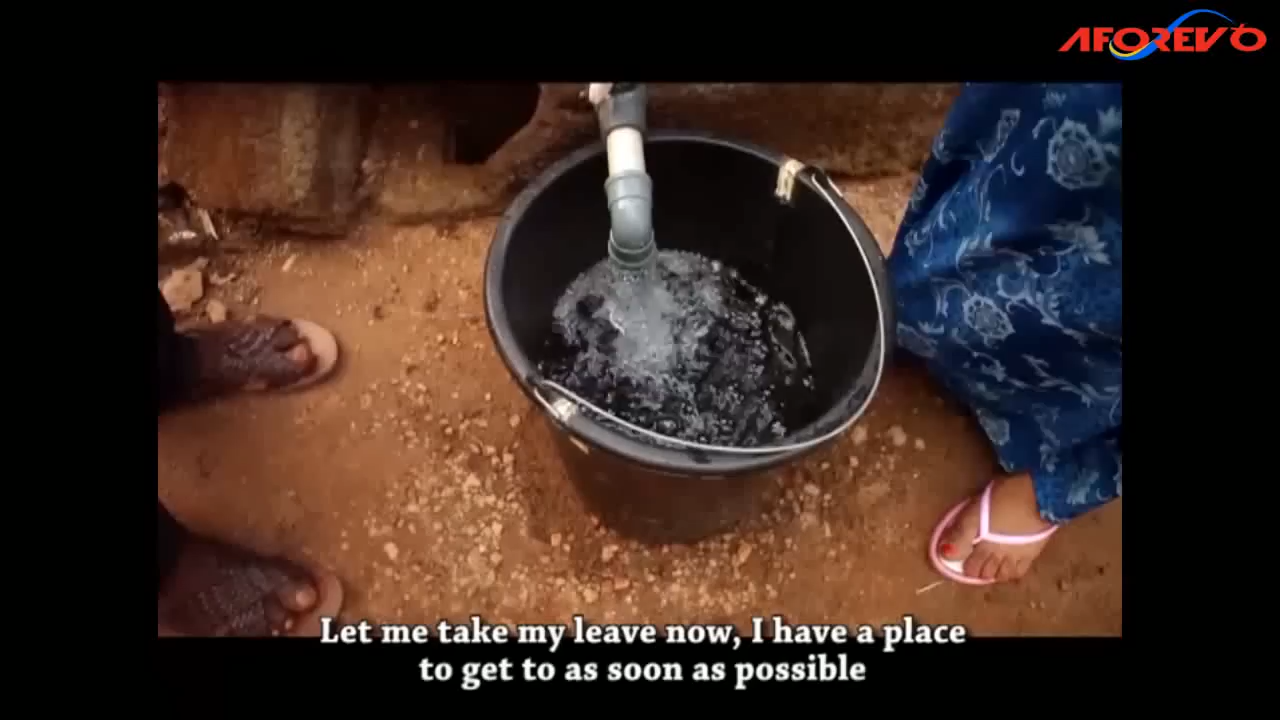 AFOREVO
Let me take my leave now, I have a place
to get to as soon as possible